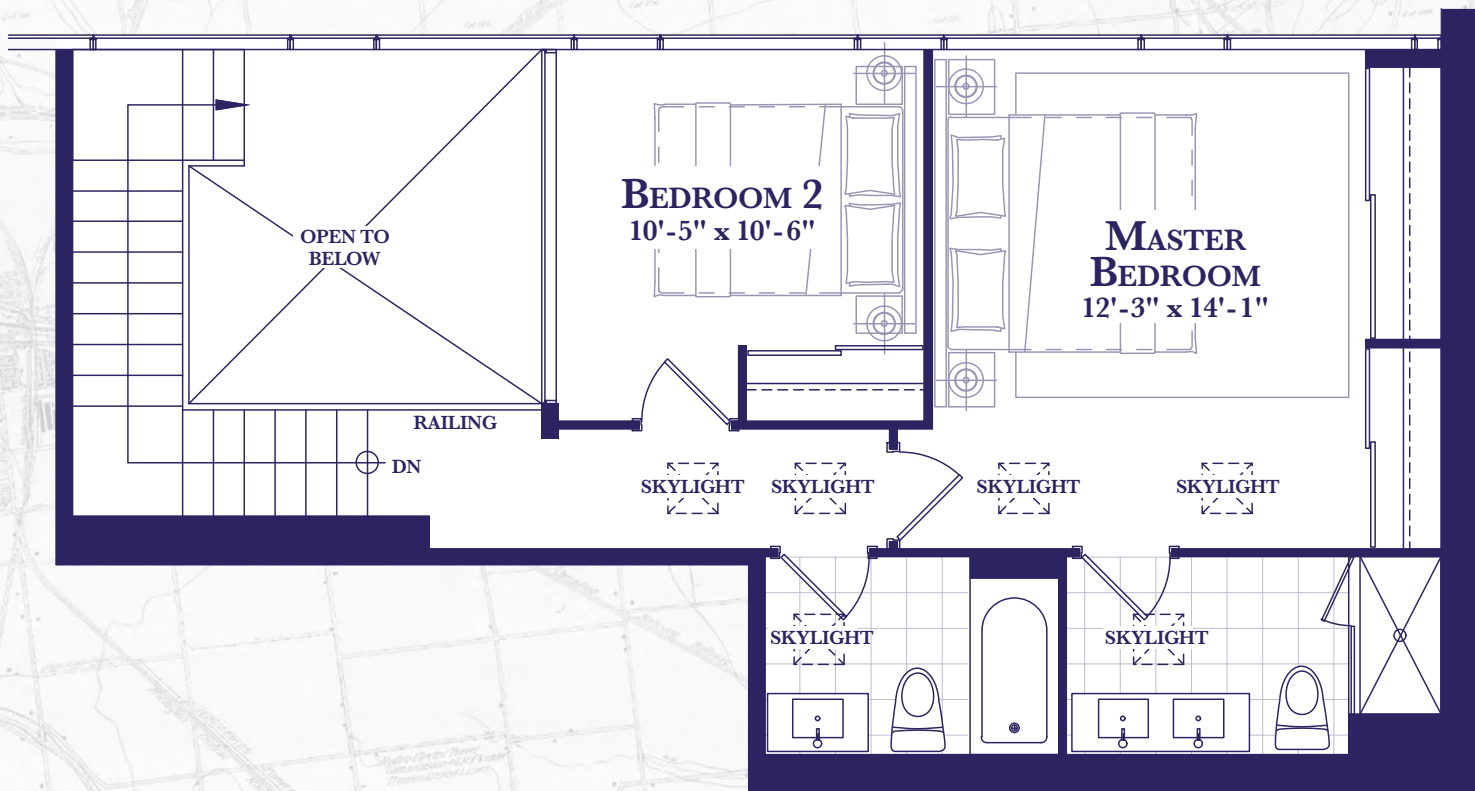 BEDROOM 2
10'-5" x 10'-6"
MASTER
BEDROOM
12'-3" x 14'-1"
OPEN TO
BELOW
RAILING
DN
SKYLIGHT
SKYLIGHT
SKYLIGHT
SKYLIGHT
SKYLIGHT
SKYLIGHT